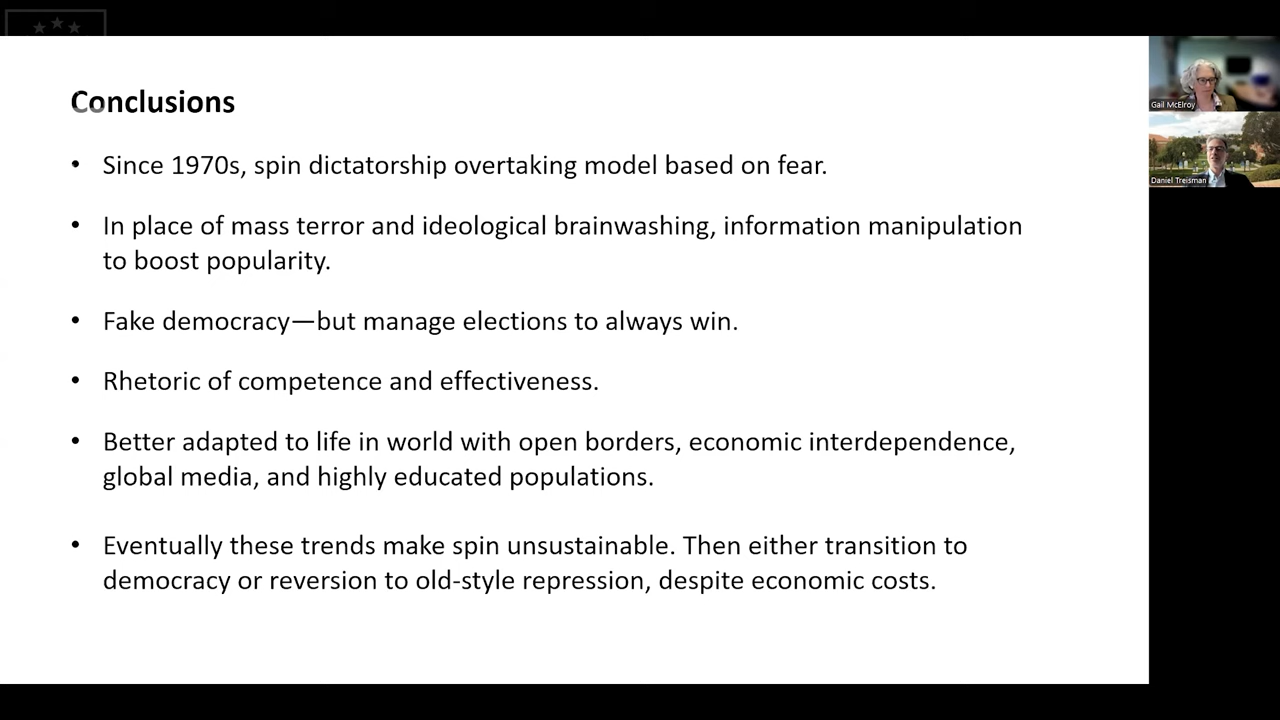 Conclusions
• Since 1970s, spin dictatorship overtaking model based on fear.
• In place of mass terror and ideological brainwashing, information manipulation
to boost popularity.
• Fake democracy—but manage elections to always win.
• Rhetoric of competence and effectiveness.
• Better adapted to life in world with open borders, economic interdependence,
global media, and highly educated populations.
• Eventually these trends make spin unsustainable. Then either transition to
democracy or reversion to old-style repression, despite economic costs.
Gail McElroy
Daniel Treisman